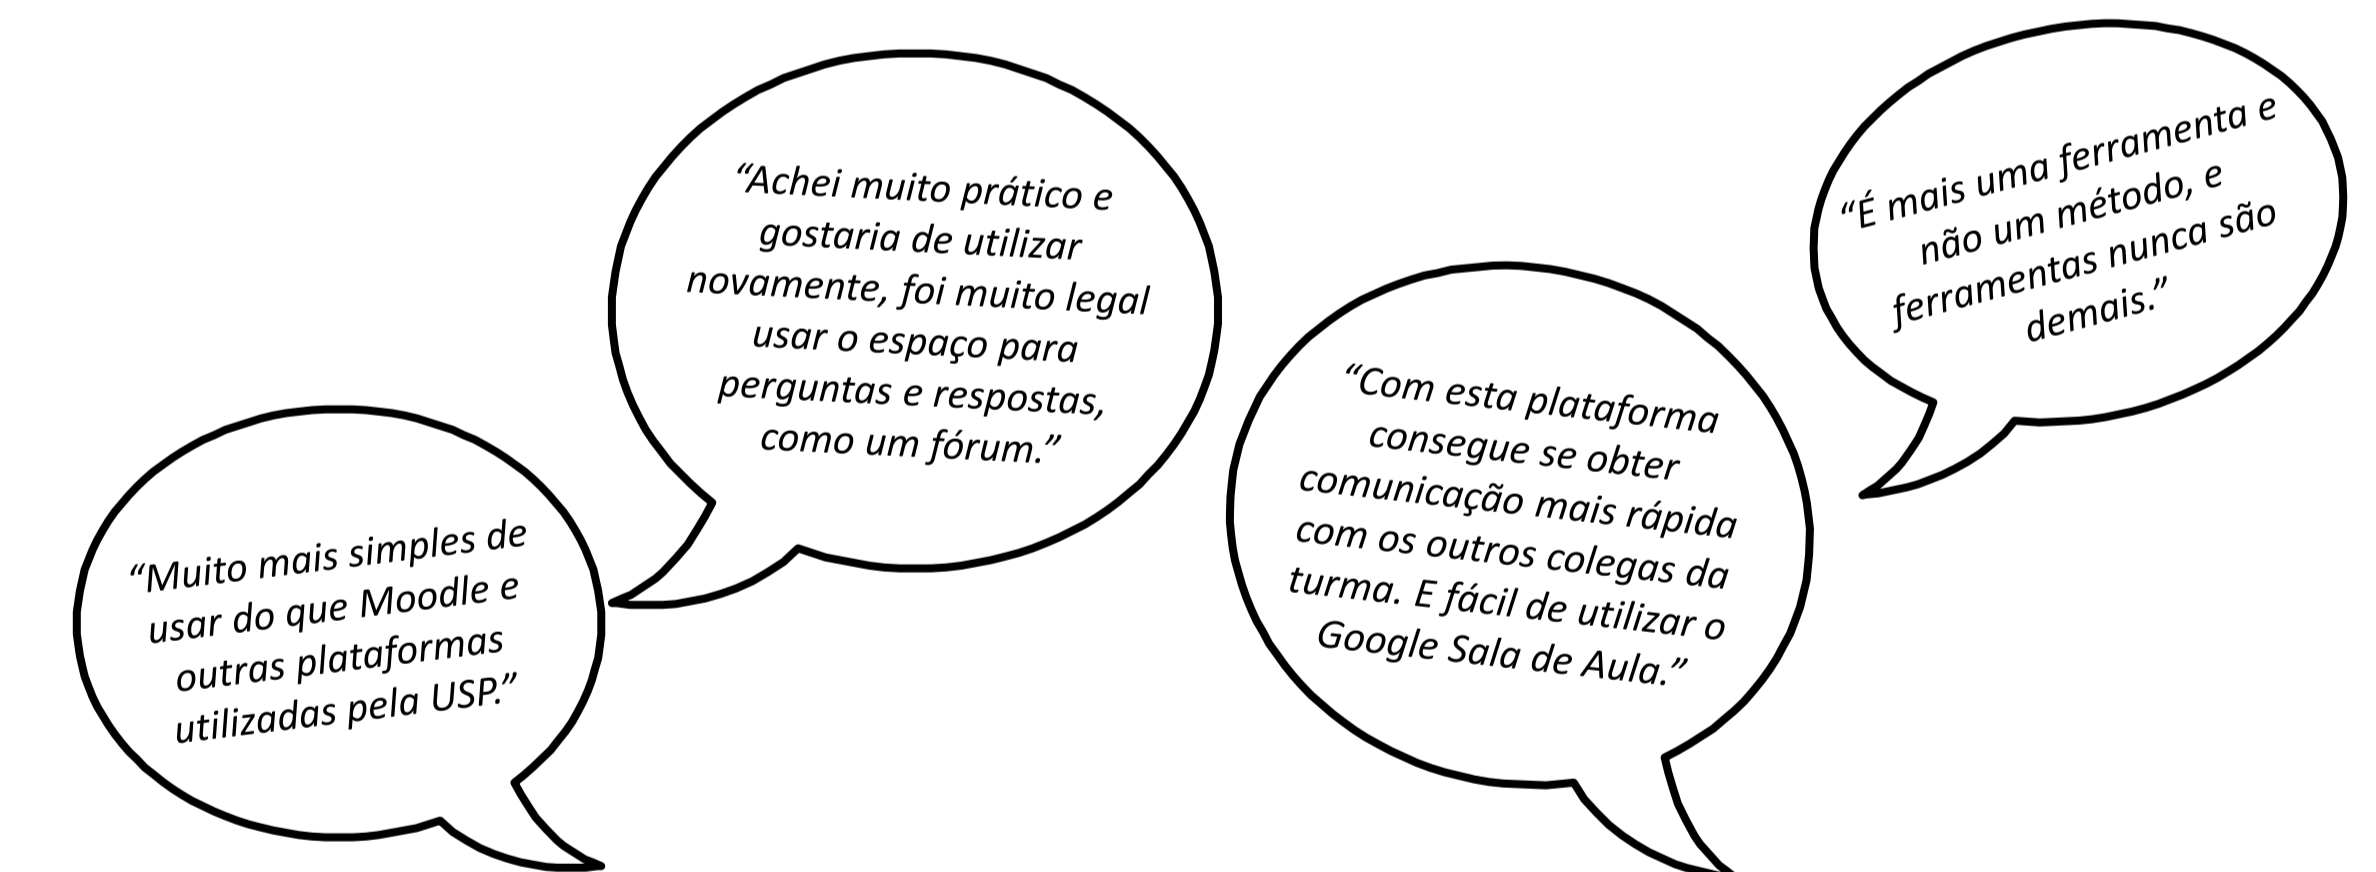 “Muito mais simples de
usar do que Moodle e
outras plataformas
utilizadas pela USP.”
“Achei muito prático e
gostaria de utilizar
novamente, foi muito legal
usar o espaço para
perguntas e respostas,
como um fórum.”
“Com esta plataforma
consegue se obter
comunicação mais rápida
com os outros colegas da
turma. E fácil de utilizar o
Google Sala de Aula.”
“É mais uma ferramenta e
não um método, e
ferramentas nunca são
demais.”